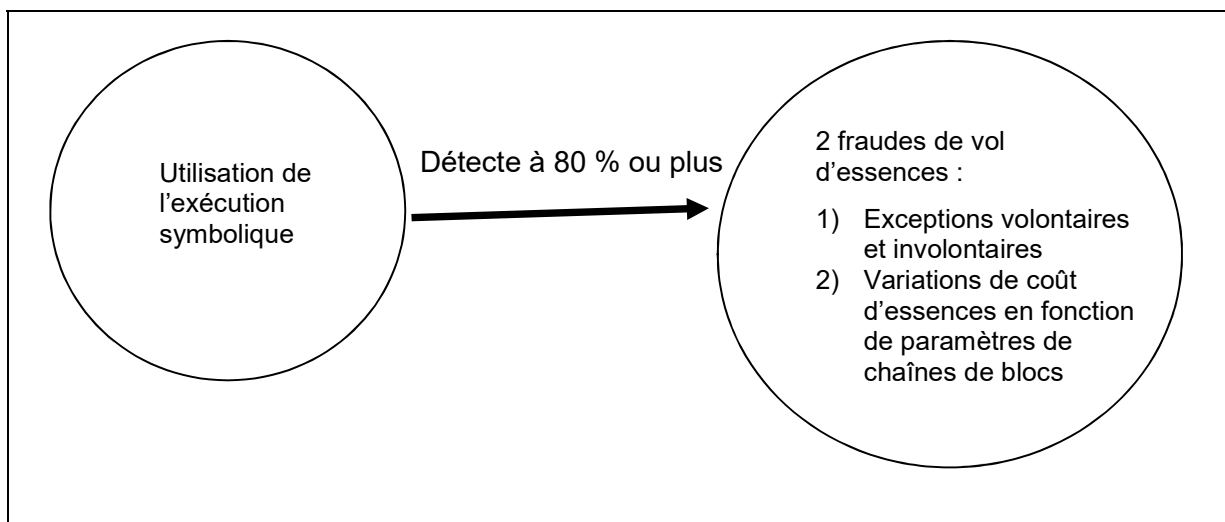 Utilisation de
l’exécution
symbolique
Détecte à 80 % ou plus
2 fraudes de vol
d’essences :
1) Exceptions volontaires
et involontaires
2) Variations de coût
d’essences en fonction
de paramètres de
chaînes de blocs